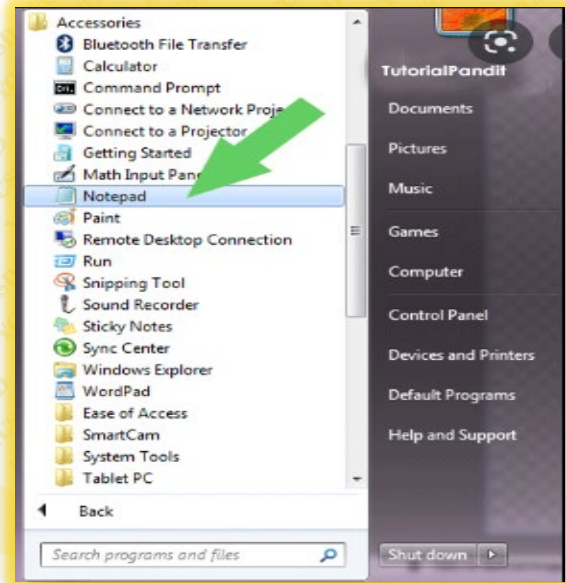 Accessories
Bluetooth File Transfer
Calculator
Command Prompt
Connect to a Network Proje
Connect to a Projector
Getting Started
Math Input Pan
Notepad
Paint
Remote Desktop Connection
Run
Snipping Tool
Sound Recorder
Sticky Notes
Sync Center
Windows Explorer
WordPad
Ease of Access
SmartCam
System Tools
Tablet PC
Back
Search programs and files
TutorialPandit
Documents
Pictures
Music
Games
Computer
Control Panel
Devices and Printers
Default Programs
Help and Support
Shut down